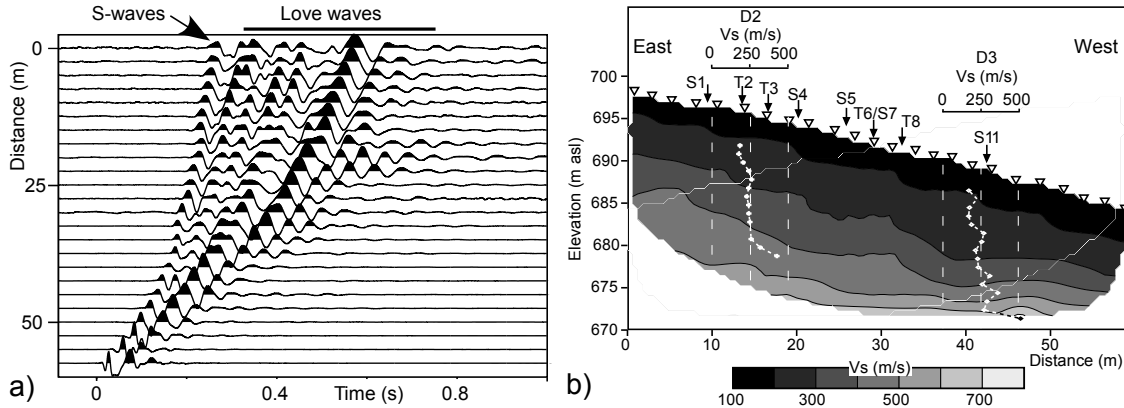 S-waves
Love waves
0
25
50
Distance (m)
0.0
0.4
0.8
Time (s)
a)
D2
Vs (m/s)
0 250 500
East
West
D3
Vs (m/s)
0 250 500
S1 T2 T3 S4 S5 T6/S7 T8 S11
700
695
690
685
680
675
670
Elevation (m asl)
0 10 20 30 40 50
Distance (m)
b)
Vs (m/s)
100 300 400 500 700